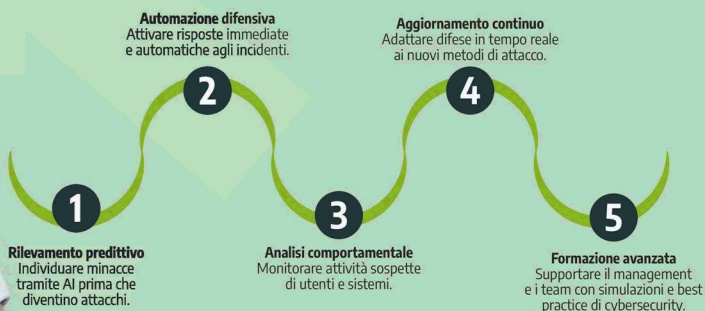 1
Rilevamento predittivo
Individuare minacce
tramite AI prima che
diventino attacchi.
Automazione difensiva
Attivare risposte immediate
e automatiche agli incidenti.
2
3
Analisi comportamentale
Monitorare attività sospette
di utenti e sistemi.
Aggiornamento continuo
Adattare difese in tempo reale
ai nuovi metodi di attacco.
4
5
Formazione avanzata
Supportare il management
e i team con simulazioni e best
practice di cybersecurity.